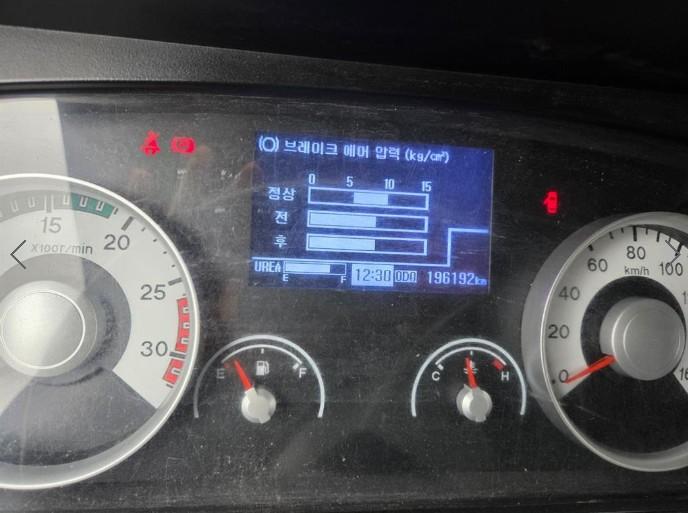 (O) 브레이크 에어 압력 (kg/㎠)
0 5 10 15
정상
전
후
UREA E F 12:30 ODO 196192km
15 20 25 30
X100r/min
E F
C H
0 20 40 60 80 100
km/h